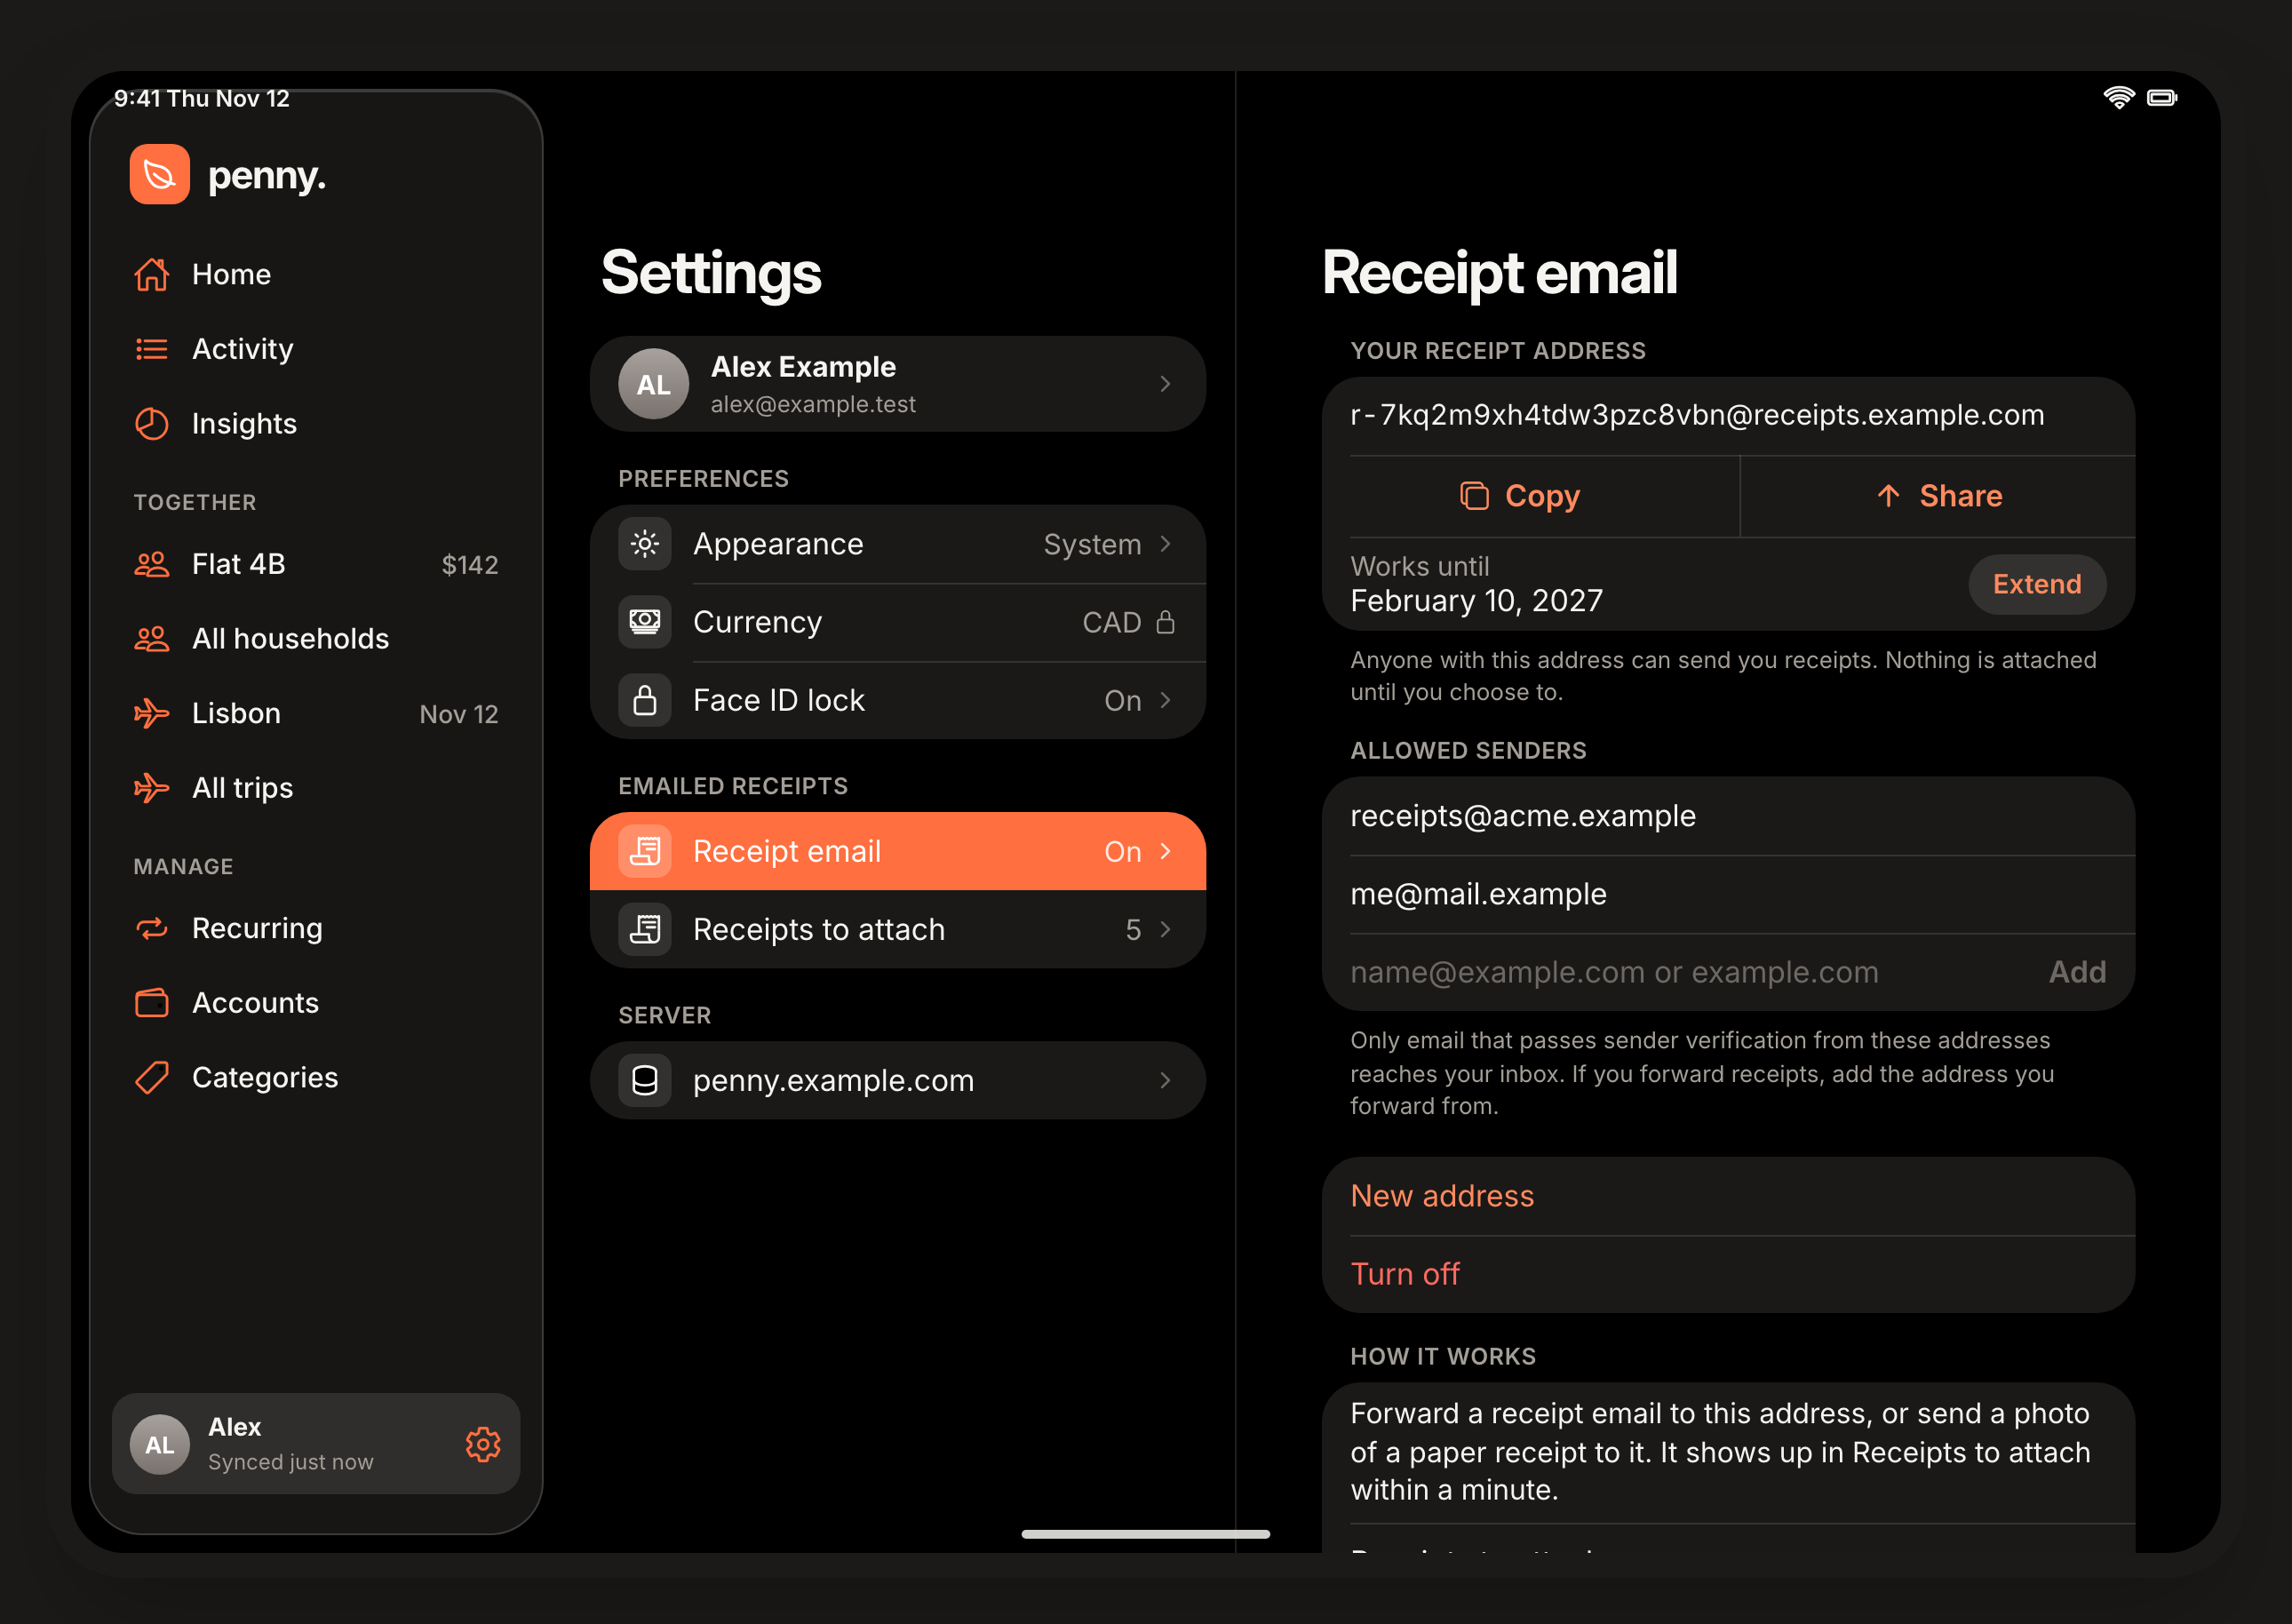 9:41 Thu Nov 12
penny.
Home
Activity
Insights
TOGETHER
Flat 4B $142
All households
Lisbon Nov 12
All trips
MANAGE
Recurring
Accounts
Categories
AL Alex
Synced just now
Settings
AL Alex Example
alex@example.test
PREFERENCES
Appearance System
Currency CAD
Face ID lock On
EMAILED RECEIPTS
Receipt email On
Receipts to attach 5
SERVER
penny.example.com
Receipt email
YOUR RECEIPT ADDRESS
r-7kq2m9xh4tdw3pzc8vbn@receipts.example.com
Copy Share
Works until
February 10, 2027
Extend
Anyone with this address can send you receipts. Nothing is attached
until you choose to.
ALLOWED SENDERS
receipts@acme.example
me@mail.example
name@example.com or example.com Add
Only email that passes sender verification from these addresses
reaches your inbox. If you forward receipts, add the address you
forward from.
New address
Turn off
HOW IT WORKS
Forward a receipt email to this address, or send a photo
of a paper receipt to it. It shows up in Receipts to attach
within a minute.